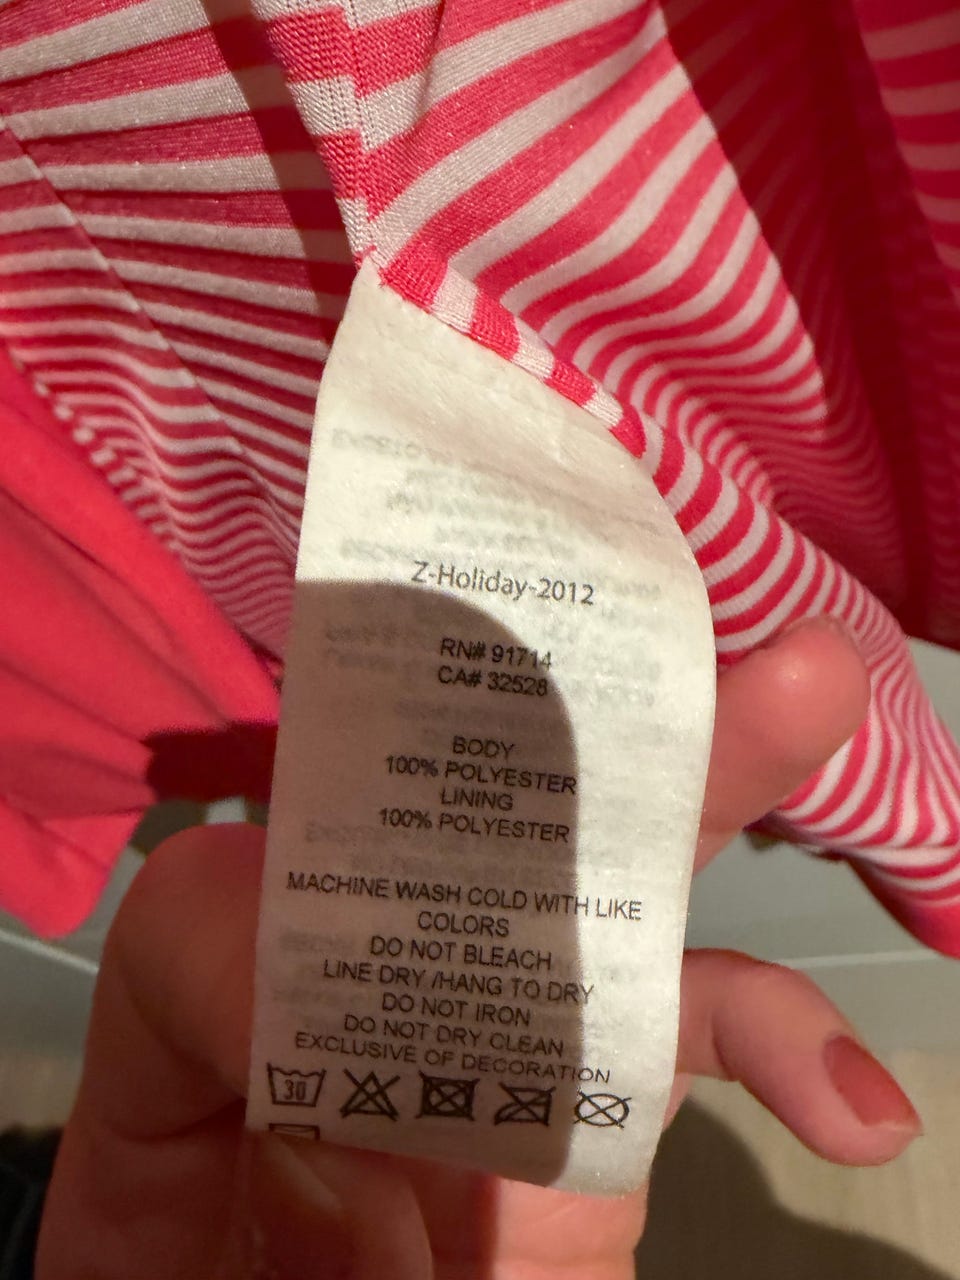 Z-Holiday-2012
RN# 91714
CA# 32528
BODY
100% POLYESTER
LINING
100% POLYESTER
MACHINE WASH COLD WITH LIKE
COLORS
DO NOT BLEACH
LINE DRY /HANG TO DRY
DO NOT IRON
DO NOT DRY CLEAN
EXCLUSIVE OF DECORATION
30